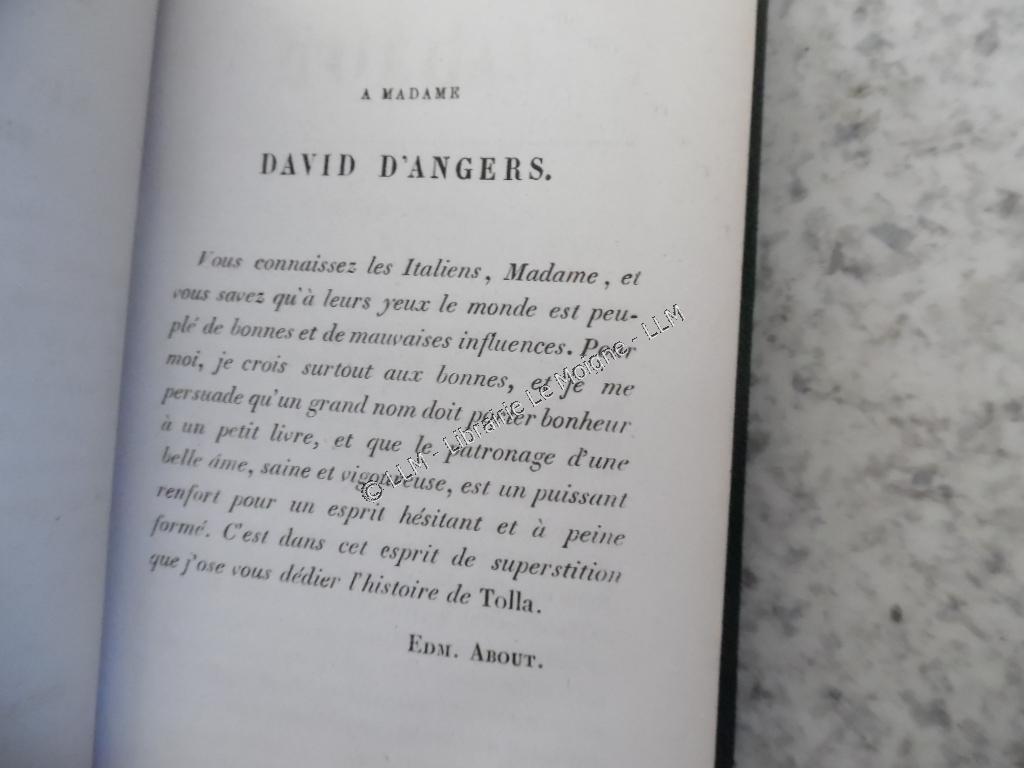 A MADAME
DAVID D'ANGERS.
Vous connaissez les Italiens, Madame, et
vous savez qu'à leurs yeux le monde est peu-
plé de bonnes et de mauvaises influences. Pour
moi, je crois surtout aux bonnes, et je me
persuade qu'un grand nom doit porter bonheur
à un petit livre, et que le patronage d'une
belle âme, saine et vigoureuse, est un puissant
renfort pour un esprit hésitant et à peine
formé. C'est dans cet esprit de superstition
que j'ose vous dédier l'histoire de Tolla.
EDM. ABOUT.
© LLM - Librairie Le Moigne - LLM